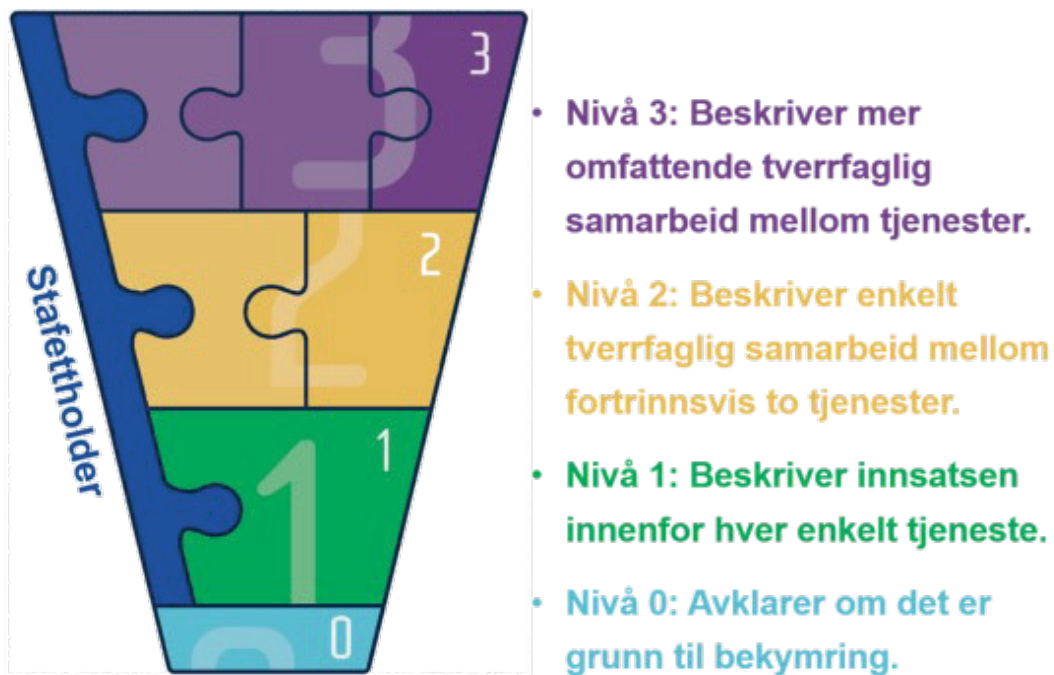 3
2
1
0
Stafettholder
• Nivå 3: Beskriver mer
omfattende tverrfaglig
samarbeid mellom tjenester.
• Nivå 2: Beskriver enkelt
tverrfaglig samarbeid mellom
fortrinnsvis to tjenester.
• Nivå 1: Beskriver innsatsen
innenfor hver enkelt tjeneste.
• Nivå 0: Avklarer om det er
grunn til bekymring.